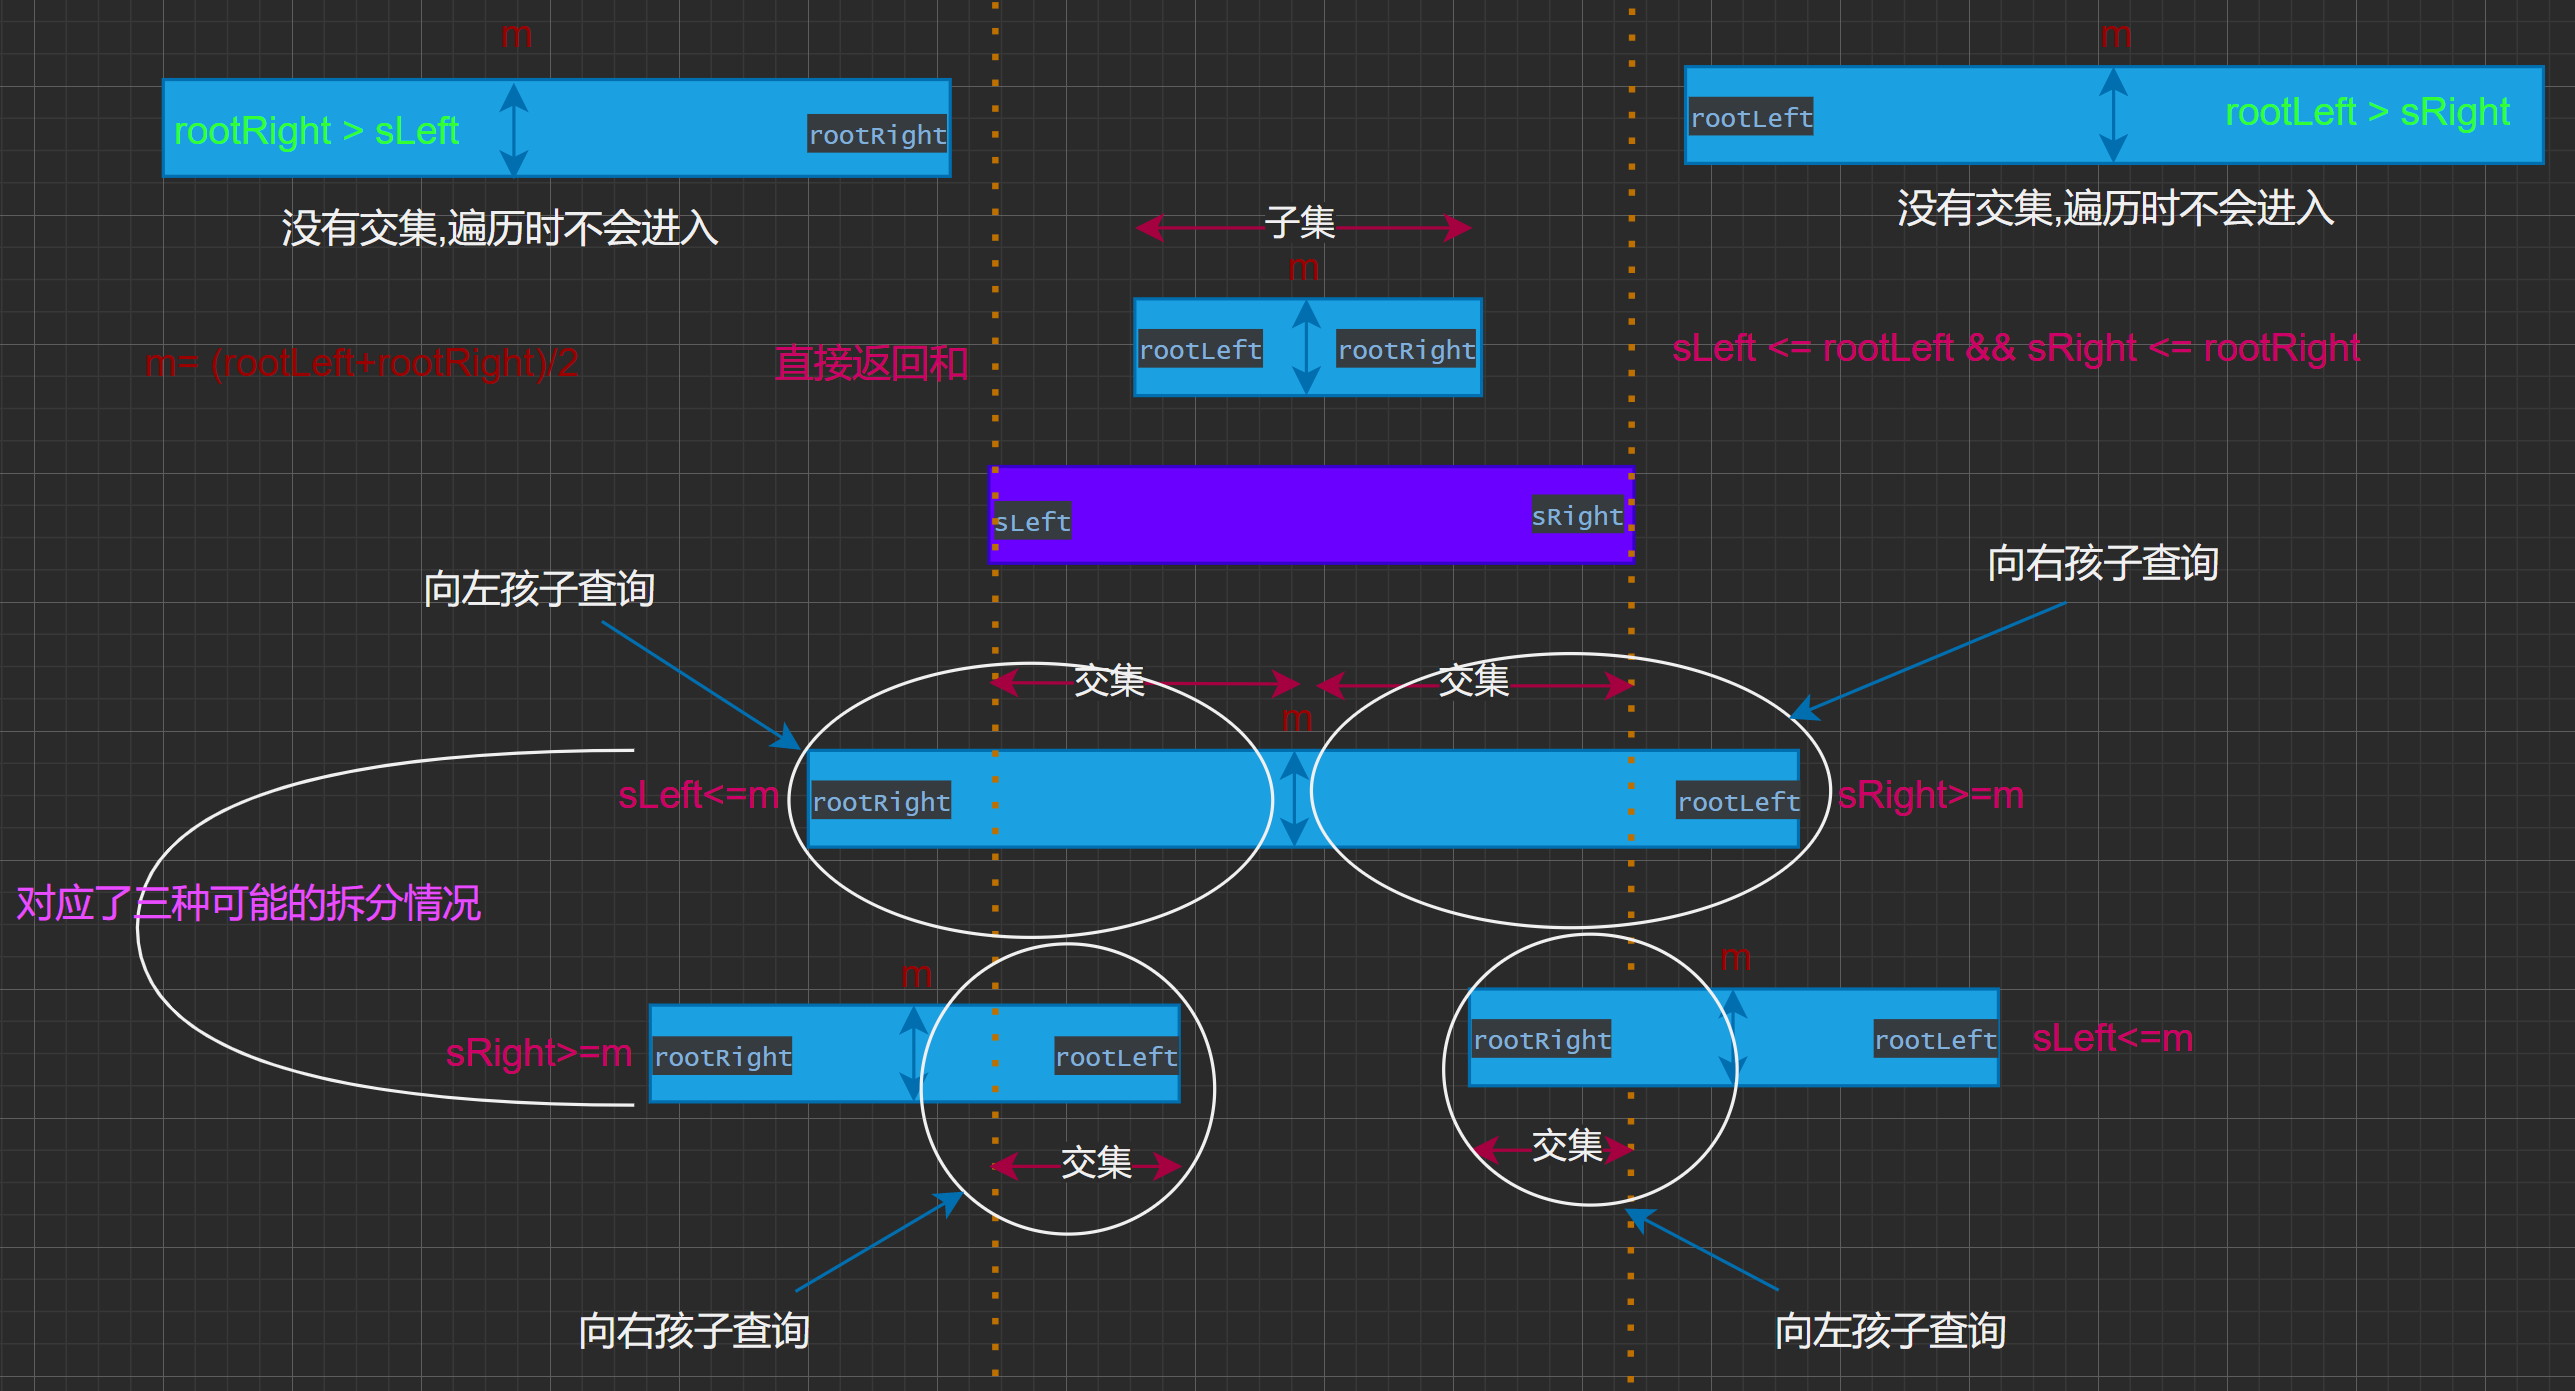 m
m
rootRight > sLeft
rootRight
rootLeft
rootLeft > sRight
没有交集,遍历时不会进入
没有交集,遍历时不会进入
子集
m
m= (rootLeft+rootRight)/2
直接返回和
rootLeft
rootRight
sLeft <= rootLeft && sRight <= rootRight
sLeft
sRight
向左孩子查询
向右孩子查询
交集
交集
m
sLeft<=m
rootRight
rootLeft
sRight>=m
对应了三种可能的拆分情况
m
m
sRight>=m
rootRight
rootLeft
rootRight
rootLeft
sLeft<=m
交集
交集
向右孩子查询
向左孩子查询